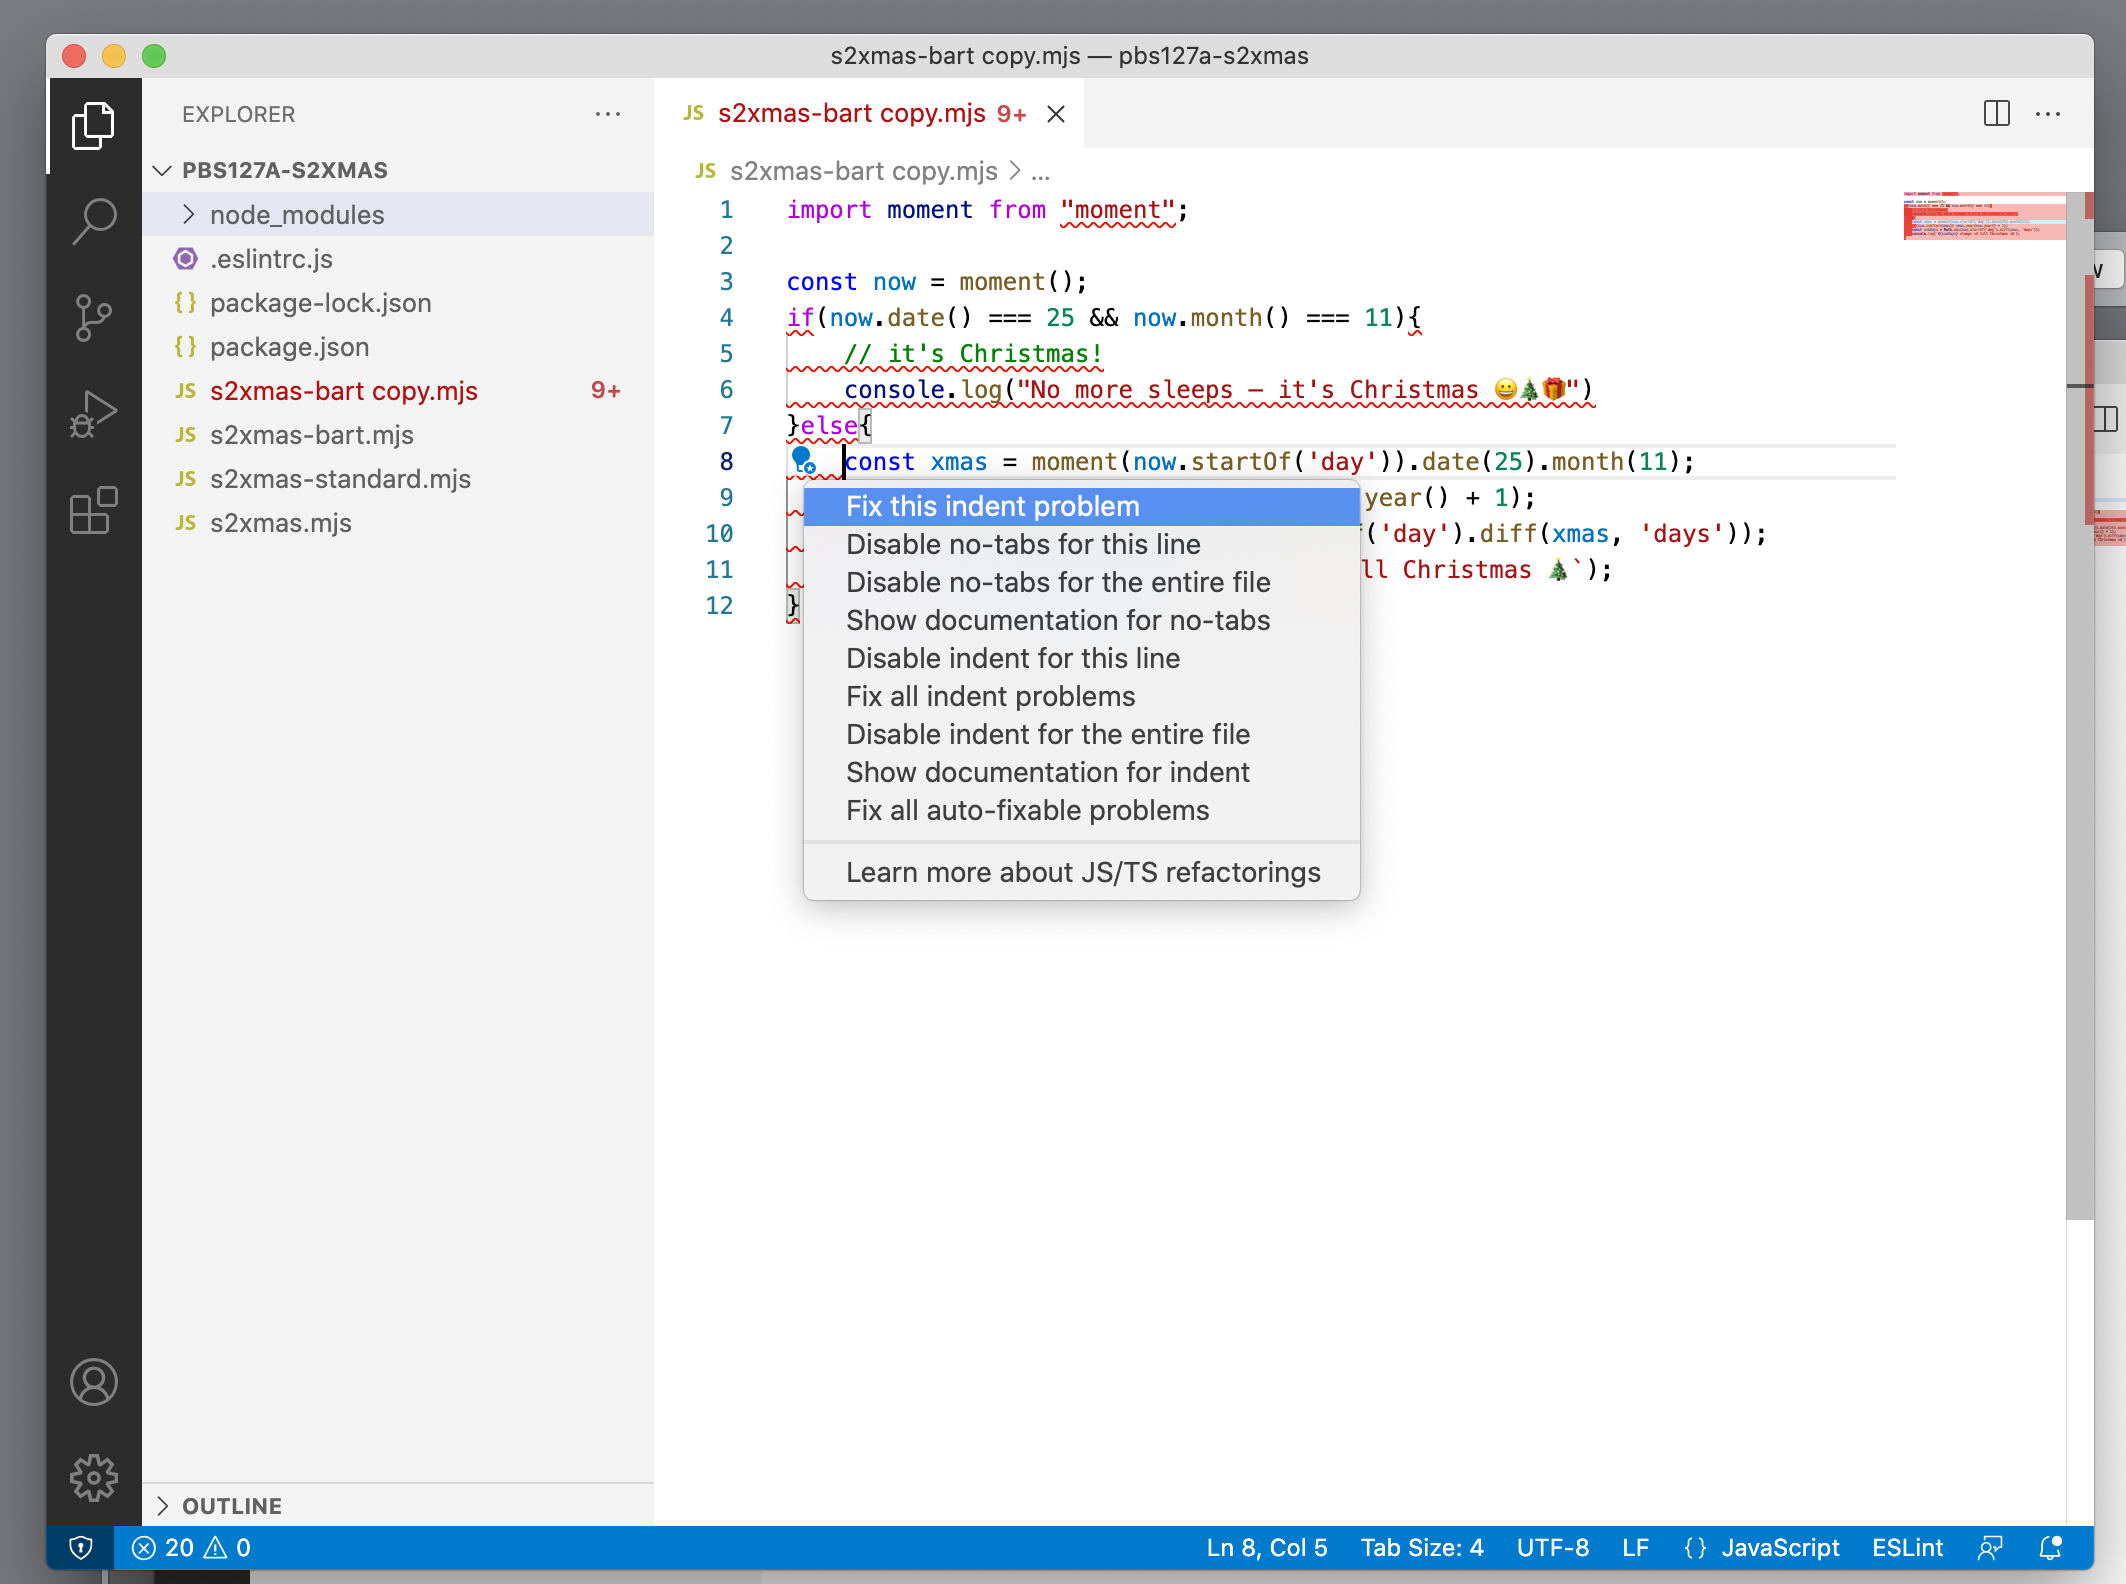 s2xmas-bart copy.mjs — pbs127a-s2xmas
EXPLORER
PBS127A-S2XMAS
node_modules
.eslintrc.js
{} package-lock.json
{} package.json
JS s2xmas-bart copy.mjs 9+
JS s2xmas-bart.mjs
JS s2xmas-standard.mjs
JS s2xmas.mjs
OUTLINE
JS s2xmas-bart copy.mjs 9+
JS s2xmas-bart copy.mjs > ...
1 import moment from "moment";
2
3 const now = moment();
4 if(now.date() === 25 && now.month() === 11){
5 // it's Christmas!
6 console.log("No more sleeps – it's Christmas 😀🎄🎁")
7 }else{
8 const xmas = moment(now.startOf('day')).date(25).month(11);
9 year() + 1);
10 ('day').diff(xmas, 'days'));
11 ll Christmas 🎄`);
12 }
Fix this indent problem
Disable no-tabs for this line
Disable no-tabs for the entire file
Show documentation for no-tabs
Disable indent for this line
Fix all indent problems
Disable indent for the entire file
Show documentation for indent
Fix all auto-fixable problems
Learn more about JS/TS refactorings
20 0
Ln 8, Col 5 Tab Size: 4 UTF-8 LF {} JavaScript ESLint